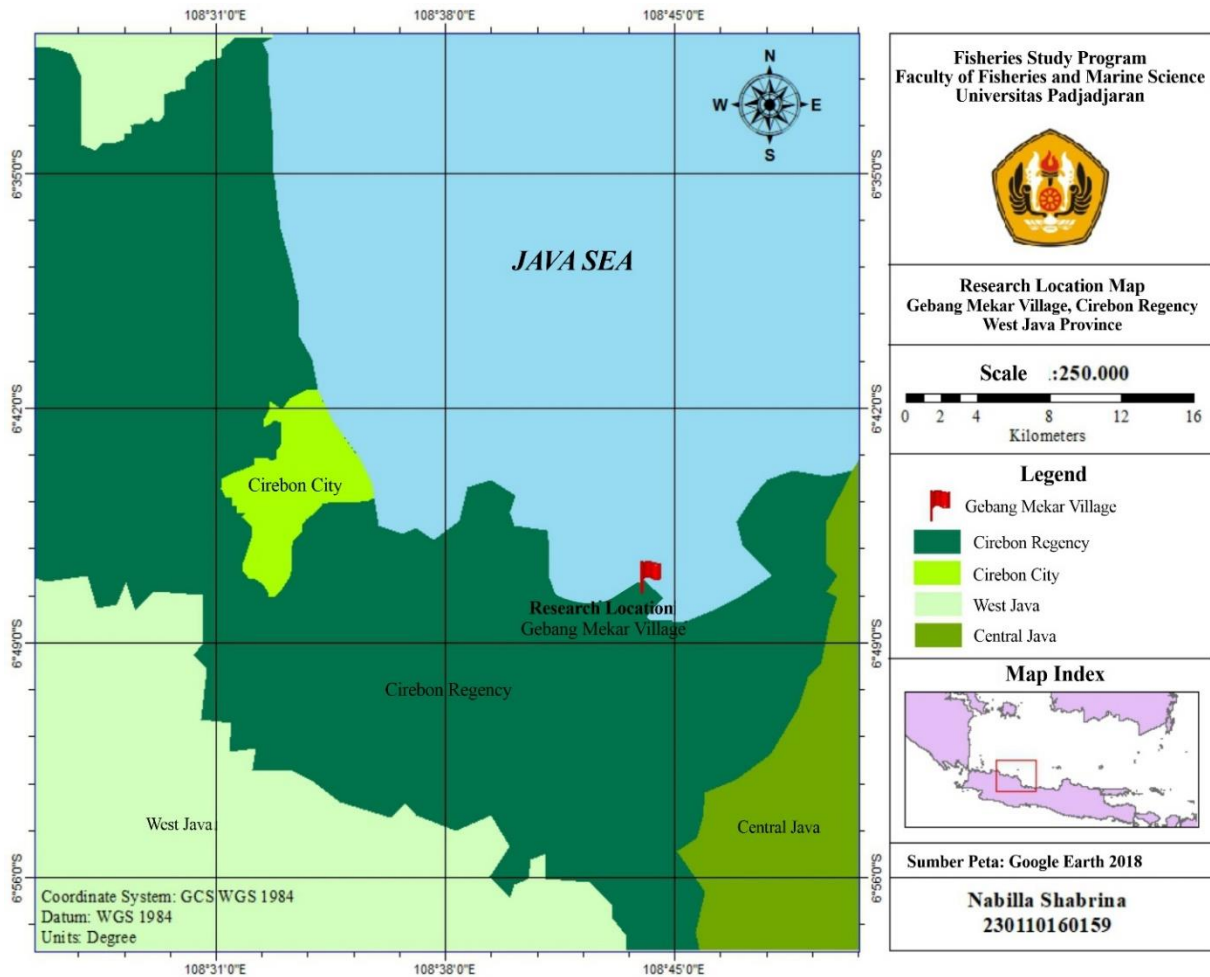 108°31'0"E
108°38'0"E
108°45'0"E
6°35'0"S
6°35'0"S
6°42'0"S
6°42'0"S
6°49'0"S
6°49'0"S
6°56'0"S
6°56'0"S
N
W
E
S
JAVA SEA
Cirebon City
Research Location
Gebang Mekar Village
Cirebon Regency
West Java
Central Java
Coordinate System: GCS WGS 1984
Datum: WGS 1984
Units: Degree
108°31'0"E
108°38'0"E
108°45'0"E
Fisheries Study Program
Faculty of Fisheries and Marine Science
Universitas Padjadjaran
Research Location Map
Gebang Mekar Village, Cirebon Regency
West Java Province
Scale .:250.000
0 2 4 8 12 16
Kilometers
Legend
Gebang Mekar Village
Cirebon Regency
Cirebon City
West Java
Central Java
Map Index
Sumber Peta: Google Earth 2018
Nabilla Shabrina
230110160159